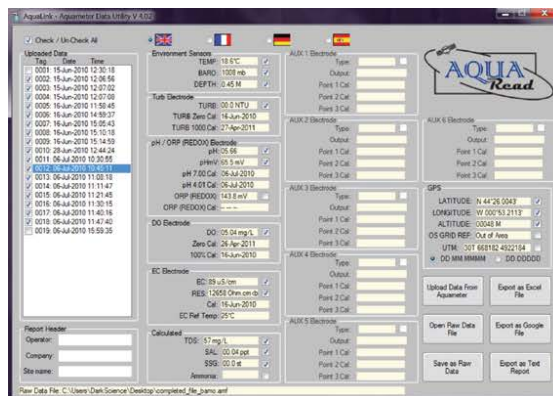 AquaLink - Aquameter Data Utility V 4.02
Check / Un-Check All
Uploaded Data
Tag Date Time
0001: 15-Jun-2010 12:30:18
0002: 15-Jun-2010 12:06:56
0003: 15-Jun-2010 12:07:02
0004: 15-Jun-2010 12:07:08
0005: 16-Jun-2010 11:58:45
0006: 16-Jun-2010 14:59:37
0007: 16-Jun-2010 15:05:43
0008: 16-Jun-2010 15:10:18
0009: 16-Jun-2010 15:14:59
0010: 28-Jun-2010 12:44:24
0011: 06-Jul-2010 10:30:55
0012: 06-Jul-2010 10:40:11
0013: 06-Jul-2010 11:08:18
0014: 06-Jul-2010 11:11:47
0015: 06-Jul-2010 11:21:45
0016: 06-Jul-2010 11:30:15
0017: 06-Jul-2010 11:40:16
0018: 06-Jul-2010 11:47:40
0019: 06-Jul-2010 15:59:35
Report Header
Operator:
Company:
Site name:
Environment Sensors
TEMP: 18.6°C
BARO: 1008 mb
DEPTH: 0.45 M
Turb Electrode
TURB: 00.0 NTU
TURB Zero Cal: 16-Jun-2010
TURB 1000 Cal: 27-Apr-2011
pH / ORP (REDOX) Electrode
pH: 05.66
pHmV: 65.5 mV
pH 7.00 Cal: 06-Jul-2010
pH 4.01 Cal: 06-Jul-2010
ORP (REDOX): 143.8 mV
ORP (REDOX) Cal: -- -- --
DO Electrode
DO: 05.04 mg/L
Zero Cal: 26 Apr-2011
100% Cal: 16-Jun-2010
EC Electrode
EC: 89 uS/cm
RES: 12658 Ohm cm
Cal: 16-Jun-2010
EC Ref Temp: 25°C
Calculated
TDS: 57 mg/L
SAL: 00.04 ppt
SSG: 00.0 st
Ammonia:
AUX 1 Electrode
Type:
Output:
Point 1 Cal:
Point 2 Cal:
Point 3 Cal:
AUX 2 Electrode
Type:
Output:
Point 1 Cal:
Point 2 Cal:
Point 3 Cal:
AUX 3 Electrode
Type:
Output:
Point 1 Cal:
Point 2 Cal:
Point 3 Cal:
AUX 4 Electrode
Type:
Output:
Point 1 Cal:
Point 2 Cal:
Point 3 Cal:
AUX 5 Electrode
Type:
Output:
Point 1 Cal:
Point 2 Cal:
Point 3 Cal:
AQUA
Read
AUX 6 Electrode
Type:
Output:
Point 1 Cal:
Point 2 Cal:
Point 3 Cal:
GPS
LATITUDE: N 44°26.0043
LONGITUDE: W 000°53.2113'
ALTITUDE: 00048 M
OS GRID REF: Out of Area
UTM: 30T 668182 4922184
DD MM.MMMM
DD.DDDDD
Upload Data From Aquameter
Export as Excel File
Open Raw Data File
Export as Google File
Save as Raw Data
Export as Text Report
Raw Data File: C:\Users\DarkScience\Desktop\completed_file_bamo.amf